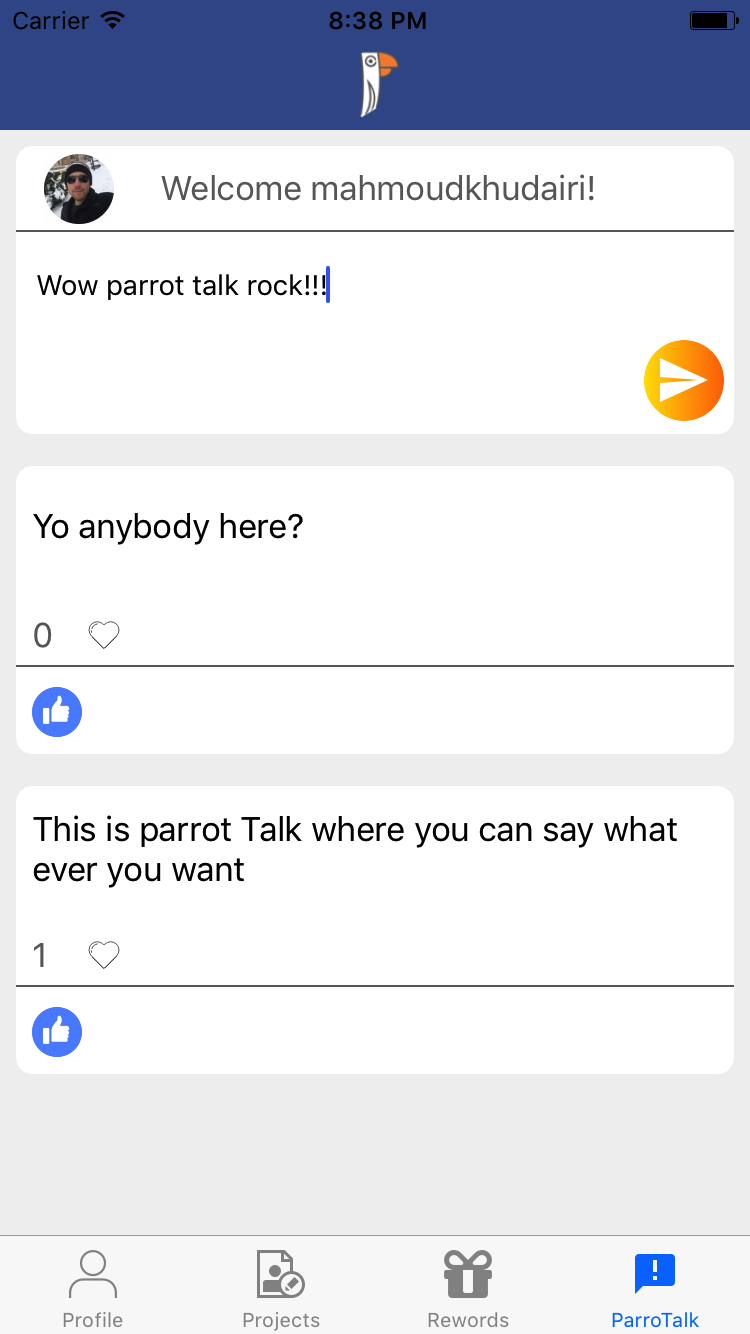 Carrier 8:38 PM
Welcome mahmoudkhudairi!
Wow parrot talk rock!!!
Yo anybody here?
0
This is parrot Talk where you can say what
ever you want
1
Profile Projects Rewords ParroTalk